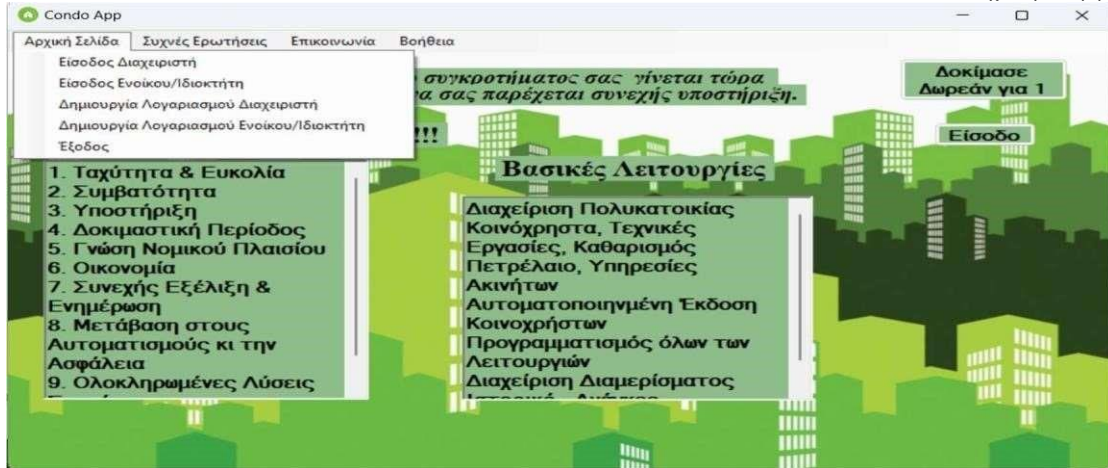 Condo App
Αρχική Σελίδα Συχνές Ερωτήσεις Επικοινωνία Βοήθεια
Είσοδος Διαχειριστή
Είσοδος Ενοίκου/Ιδιοκτήτη
Δημιουργία Λογαριασμού Διαχειριστή
Δημιουργία Λογαριασμού Ενοίκου/Ιδιοκτήτη
Έξοδος
συγκροτήματος σας γίνεται τώρα
να σας παρέχεται συνεχής υποστήριξη.
!!!
Δοκίμασε
Δωρεάν για 1
Είσοδο
1. Ταχύτητα & Ευκολία
2. Συμβατότητα
3. Υποστήριξη
4. Δοκιμαστική Περίοδος
5. Γνώση Νομικού Πλαισίου
6. Οικονομία
7. Συνεχής Εξέλιξη &
Ενημέρωση
8. Μετάβαση στους
Αυτοματισμούς κι την
Ασφάλεια
9. Ολοκληρωμένες Λύσεις
Βασικές Λειτουργίες
Διαχείριση Πολυκατοικίας
Κοινόχρηστα, Τεχνικές
Εργασίες, Καθαρισμός
Πετρέλαιο, Υπηρεσίες
Ακινήτων
Αυτοματοποιηνμένη Έκδοση
Κοινοχρήστων
Προγραμματισμός όλων των
Λειτουργιών
Διαχείριση Διαμερίσματος